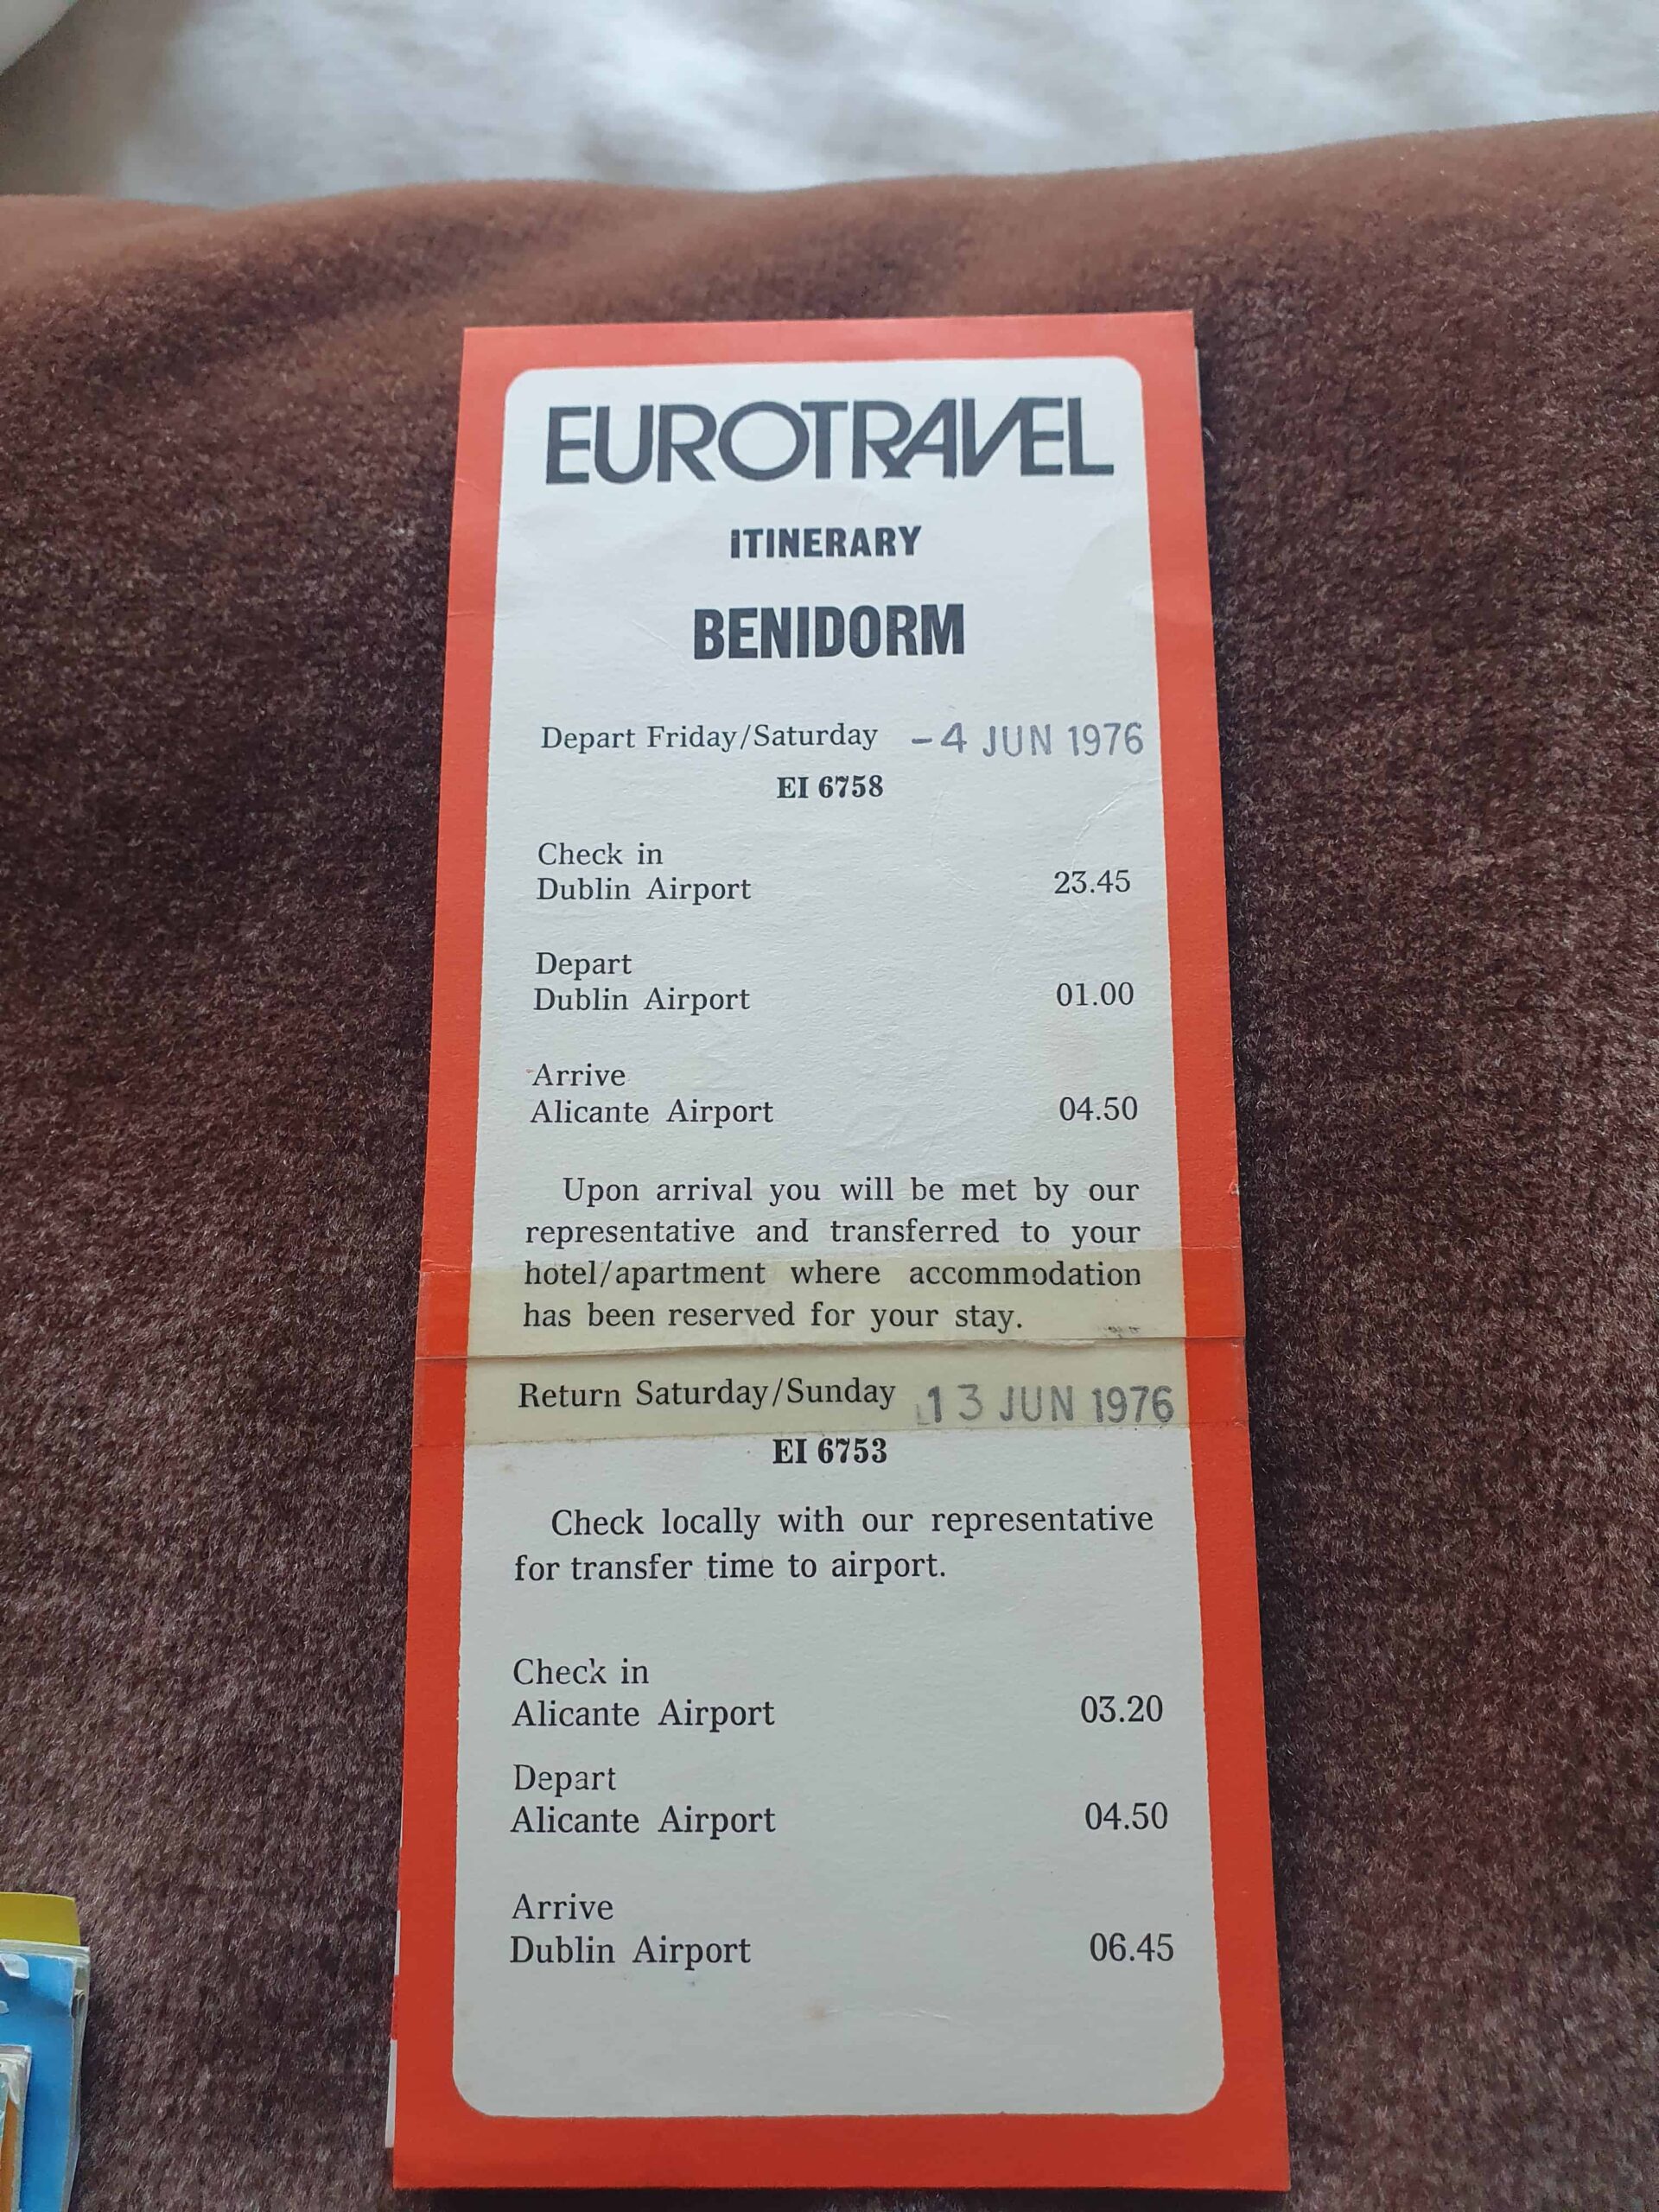 EUROTRAVEL
ITINERARY
BENIDORM
Depart Friday/Saturday -4 JUN 1976
EI 6758
Check in
Dublin Airport 23.45
Depart
Dublin Airport 01.00
Arrive
Alicante Airport 04.50
Upon arrival you will be met by our
representative and transferred to your
hotel/apartment where accommodation
has been reserved for your stay.
Return Saturday/Sunday 13 JUN 1976
EI 6753
Check locally with our representative
for transfer time to airport.
Check in
Alicante Airport 03.20
Depart
Alicante Airport 04.50
Arrive
Dublin Airport 06.45